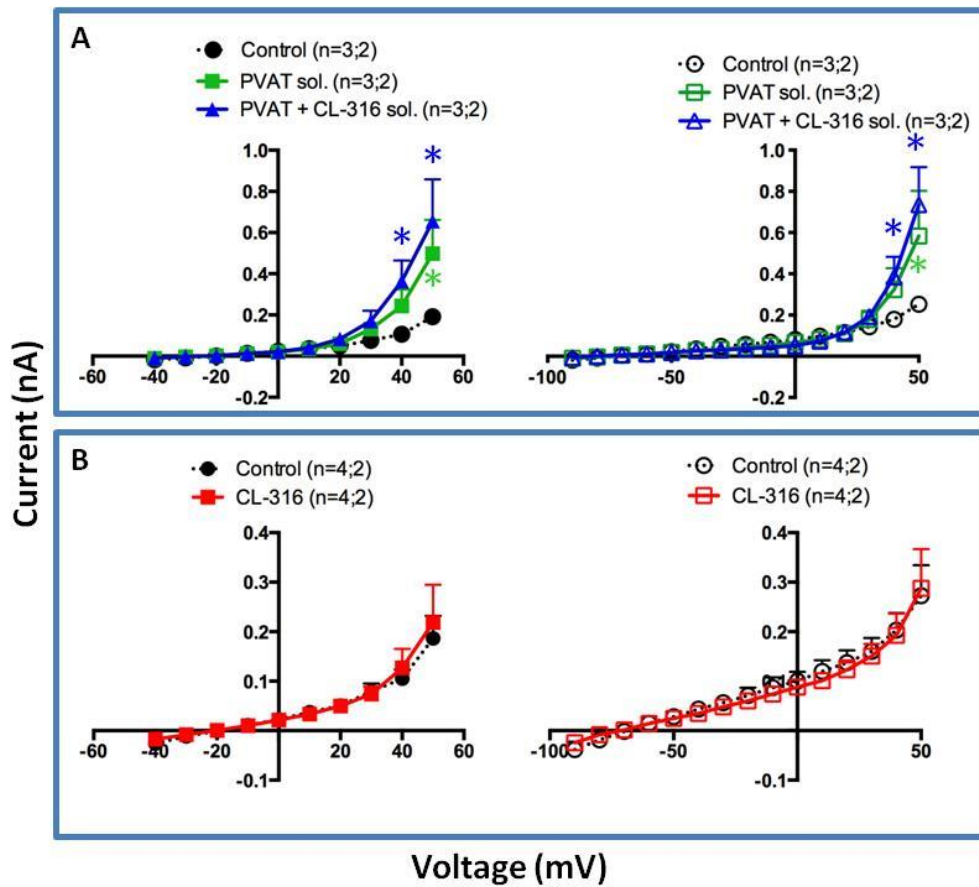 A
Control (n=3;2)
PVAT sol. (n=3;2)
PVAT + CL-316 sol. (n=3;2)
1.0
0.8
0.6
0.4
0.2
-0.2
-60 -40 -20 20 40 60
* * *
Control (n=3;2)
PVAT sol. (n=3;2)
PVAT + CL-316 sol. (n=3;2)
1.0
0.8
0.6
0.4
0.2
-0.2
-100 -50 50
* * *
B
Control (n=4;2)
CL-316 (n=4;2)
0.4
0.3
0.2
0.1
-0.1
-60 -40 -20 20 40 60
Control (n=4;2)
CL-316 (n=4;2)
0.4
0.3
0.2
0.1
-0.1
-100 -50 50
Current (nA)
Voltage (mV)